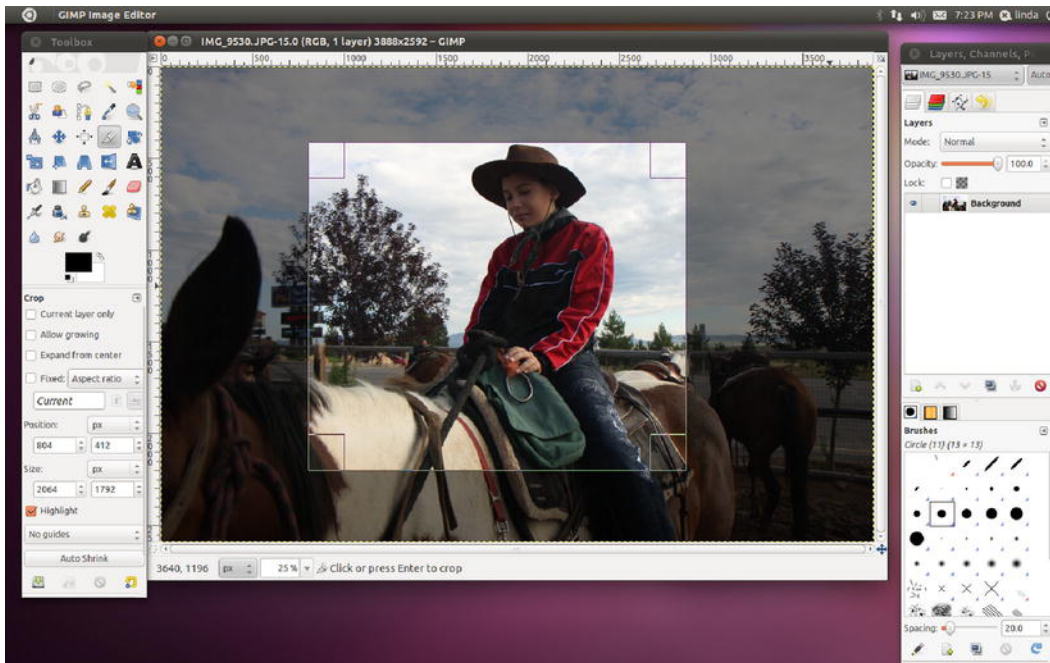 GIMP Image Editor
7:23 PM linda
Toolbox
IMG_9530.JPG-15.0 (RGB, 1 layer) 3888x2592 – GIMP
Layers, Channels, P
0 500 1000 1500 2000 2500 3000 3500
IMG_9530.JPG-15 Auto
Layers
Mode: Normal
Opacity: 100.0
Lock:
Background
Crop
Current layer only
Allow growing
Expand from center
Fixed: Aspect ratio
Current
Position: px
804 412
Size: px
2064 1792
Highlight
No guides
Auto Shrink
3640, 1196 px 25% Click or press Enter to crop
Brushes
Circle (11) (13 × 13)
Spacing: 20.0